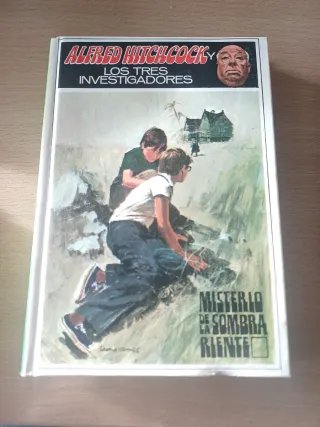 ALFRED HITCHCOCK Y
LOS TRES
INVESTIGADORES
MISTERIO
DE LA SOMBRA
RIENTE